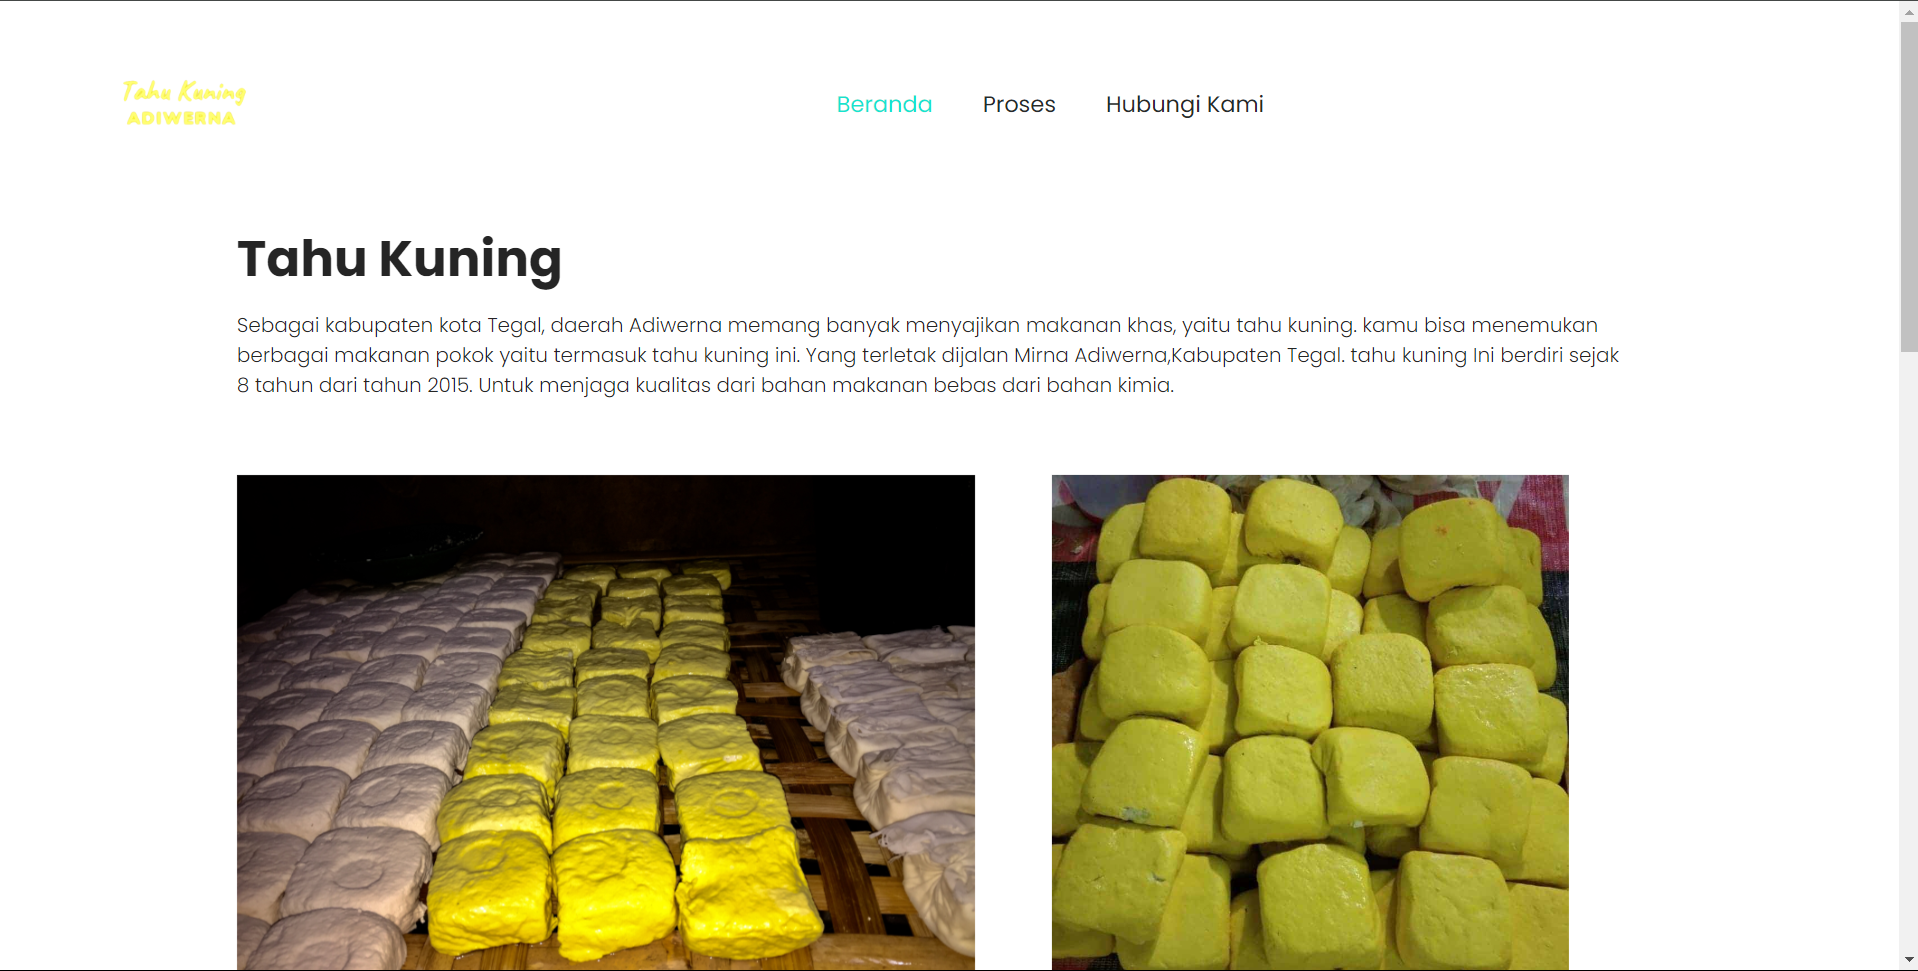 Tahu Kuning
ADIWERNA
Beranda Proses Hubungi Kami
Tahu Kuning
Sebagai kabupaten kota Tegal, daerah Adiwerna memang banyak menyajikan makanan khas, yaitu tahu kuning. kamu bisa menemukan
berbagai makanan pokok yaitu termasuk tahu kuning ini. Yang terletak dijalan Mirna Adiwerna,Kabupaten Tegal. tahu kuning Ini berdiri sejak
8 tahun dari tahun 2015. Untuk menjaga kualitas dari bahan makanan bebas dari bahan kimia.